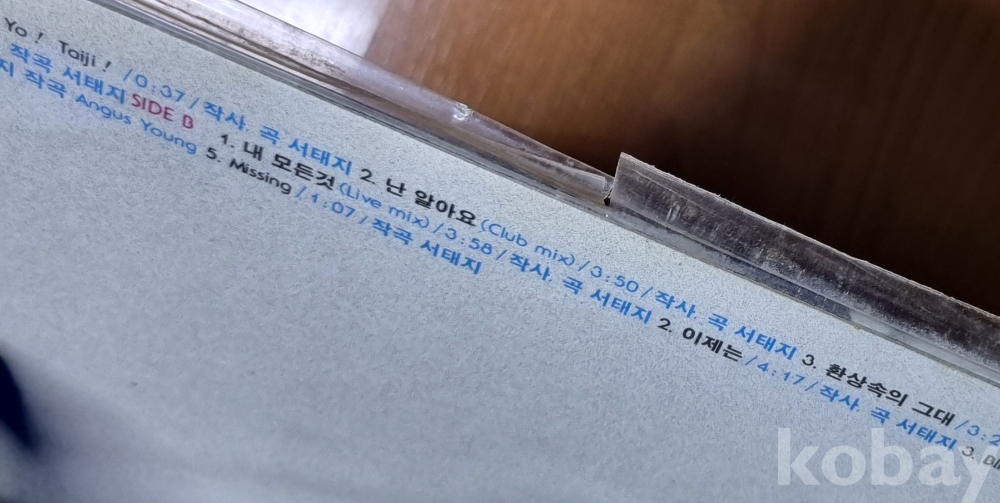 Yo! Taiji! /0:37/작사. 곡 서태지 2. 난 알아요(Club mix)/3:50/작사. 곡 서태지 3. 환상속의 그대/3:2
작곡 서태지 SIDE B 1. 내 모든것(Live mix)/3:58/작사. 곡 서태지 2. 이제는/4:17/작사. 곡 서태지 3.
지 작곡 Angus Young 5. Missing/1:07/작곡 서태지
kobay